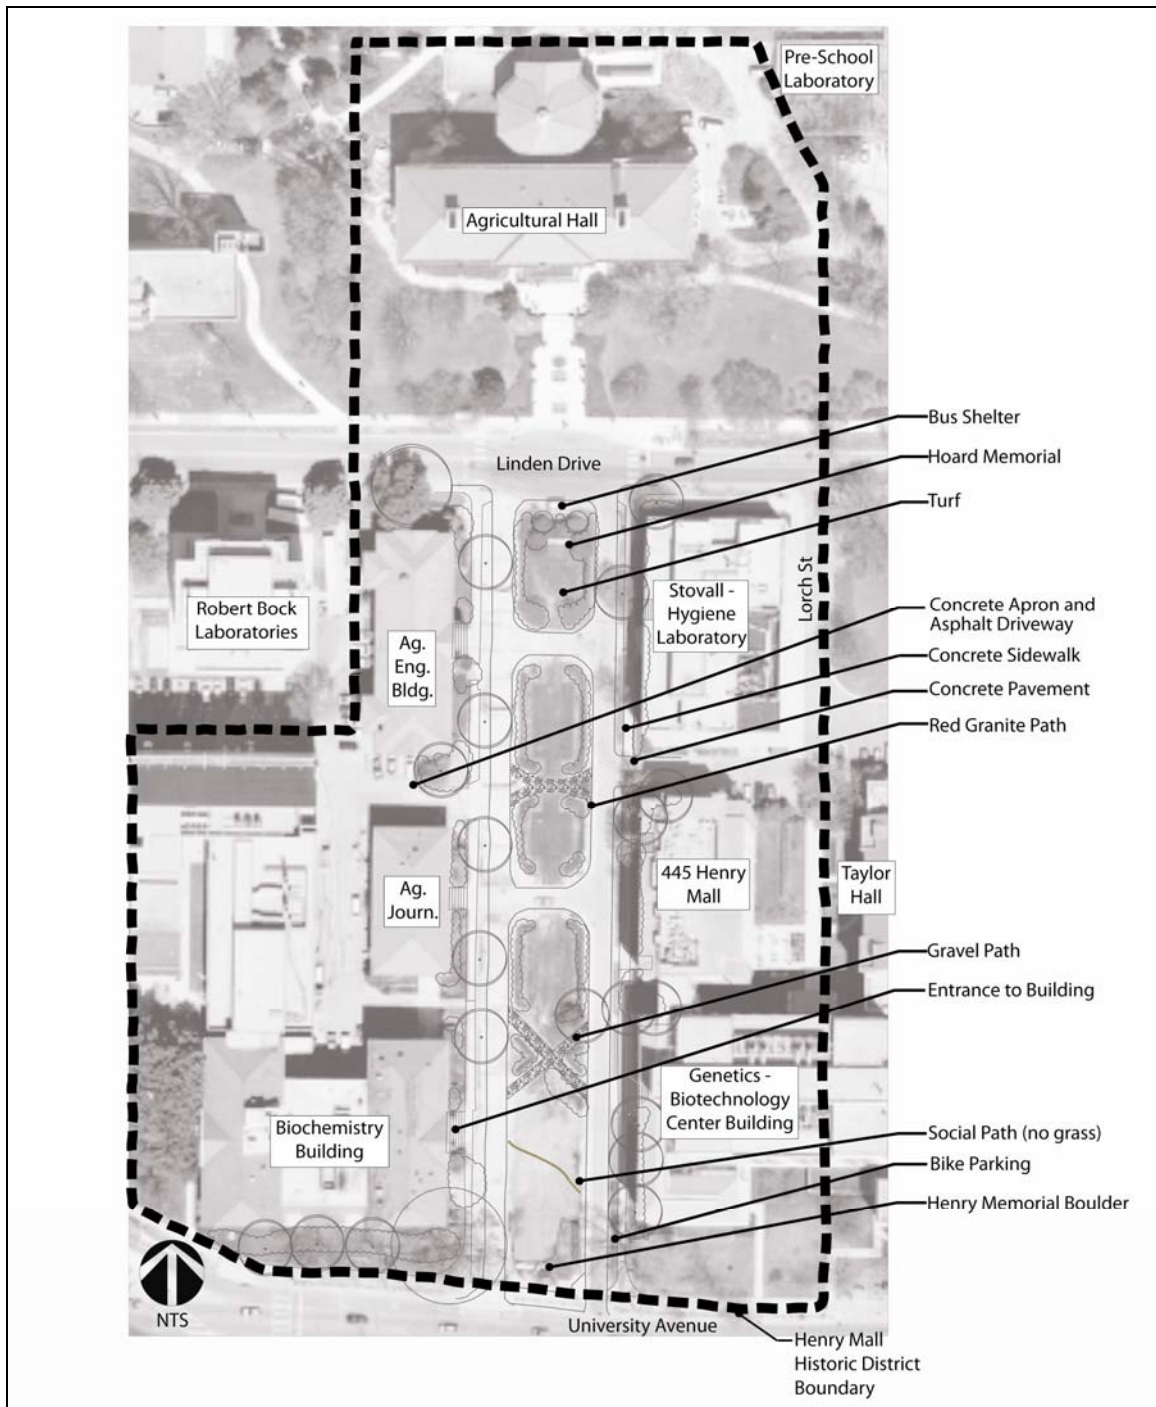 Pre-School
Laboratory
Agricultural Hall
Bus Shelter
Linden Drive
Hoard Memorial
Turf
Lorch St
Robert Bock
Laboratories
Stovall -
Hygiene
Laboratory
Concrete Apron and
Asphalt Driveway
Ag.
Eng.
Bldg.
Concrete Sidewalk
Concrete Pavement
Red Granite Path
Ag.
Journ.
445 Henry
Mall
Taylor
Hall
Gravel Path
Entrance to Building
Genetics -
Biotechnology
Center Building
Biochemistry
Building
Social Path (no grass)
Bike Parking
Henry Memorial Boulder
NTS
University Avenue
Henry Mall
Historic District
Boundary